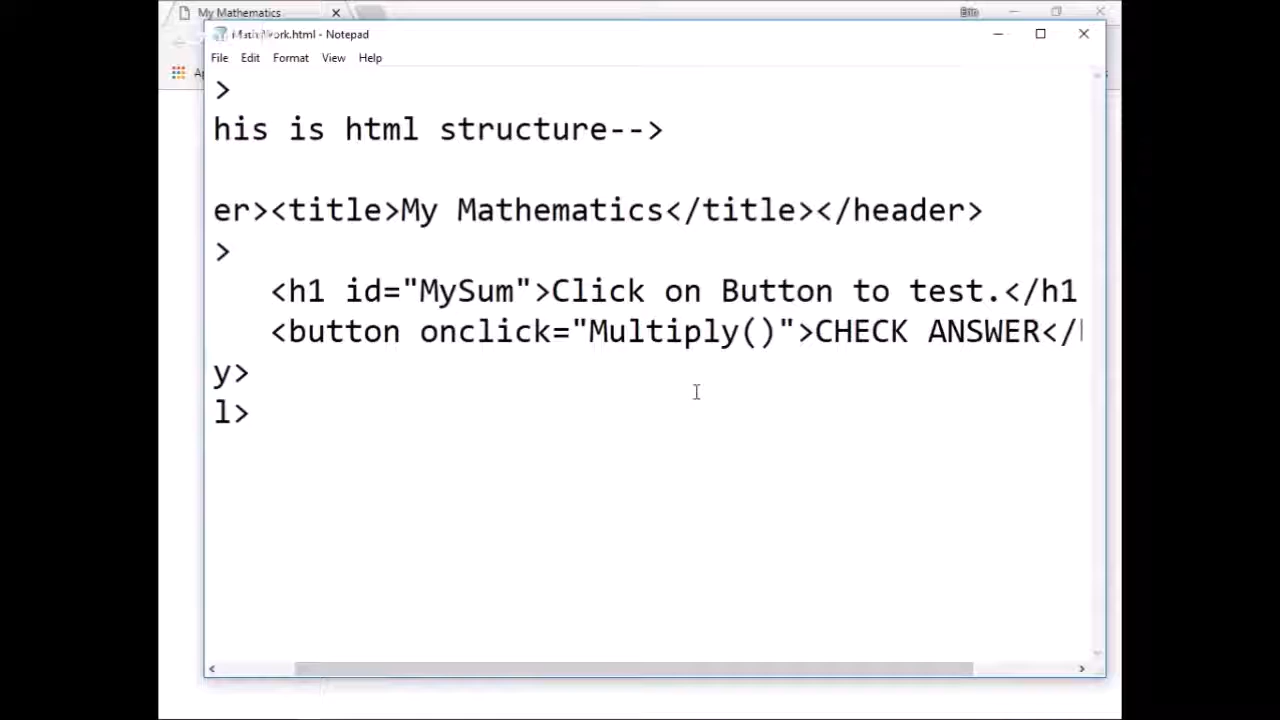 My Mathematics
MathWork.html - Notepad
File Edit Format View Help
>
his is html structure-->
er><title>My Mathematics</title></header>
>
<h1 id="MySum">Click on Button to test.</h1
<button onclick="Multiply()">CHECK ANSWER</
y>
l>